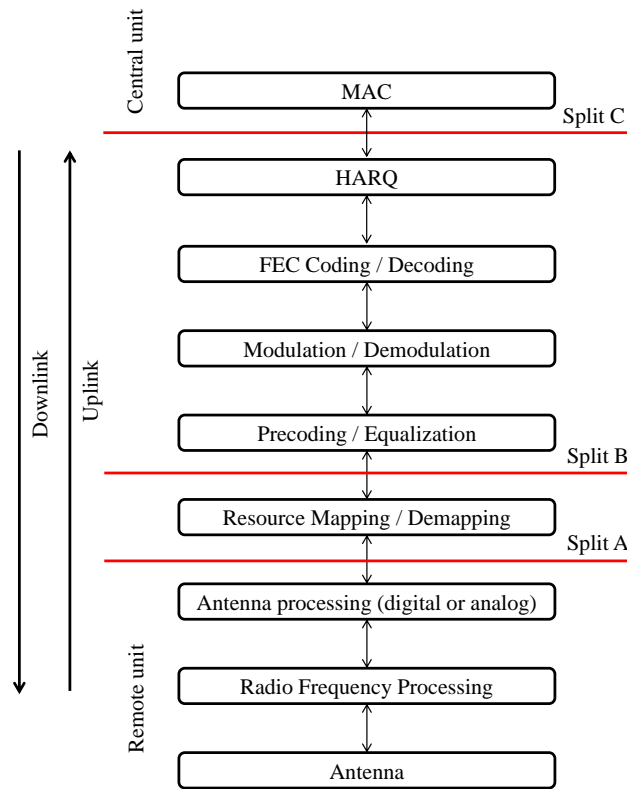 Central unit
MAC
Split C
HARQ
FEC Coding / Decoding
Modulation / Demodulation
Downlink
Uplink
Precoding / Equalization
Split B
Resource Mapping / Demapping
Split A
Antenna processing (digital or analog)
Remote unit
Radio Frequency Processing
Antenna